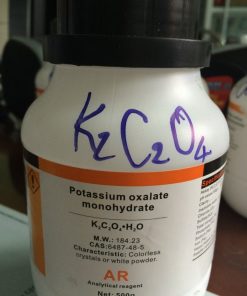 K2C2O4
Potassium oxalate
monohydrate
K₂C₂O₄·H₂O
M.W.: 184.23
CAS:6487-48-5
Characteristic: Colorless
crystals or white powder.
AR
Analytical reagent
Net: 500g